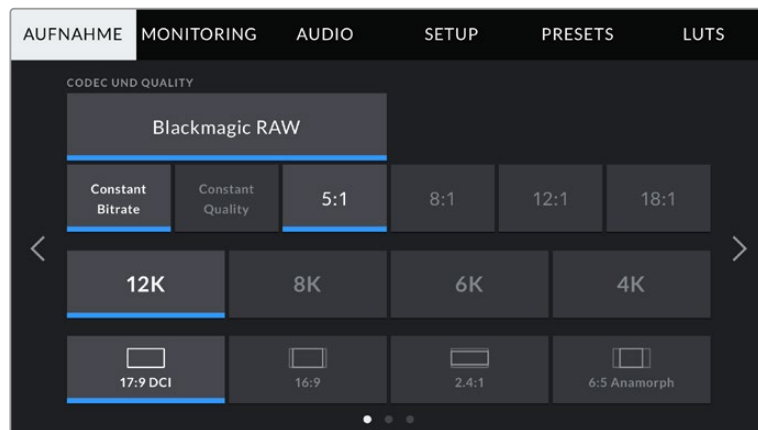 AUFNAHME MONITORING AUDIO SETUP PRESETS LUTS
CODEC UND QUALITY
Blackmagic RAW
Constant Bitrate Constant Quality 5:1 8:1 12:1 18:1
12K 8K 6K 4K
17:9 DCI 16:9 2.4:1 6:5 Anamorph